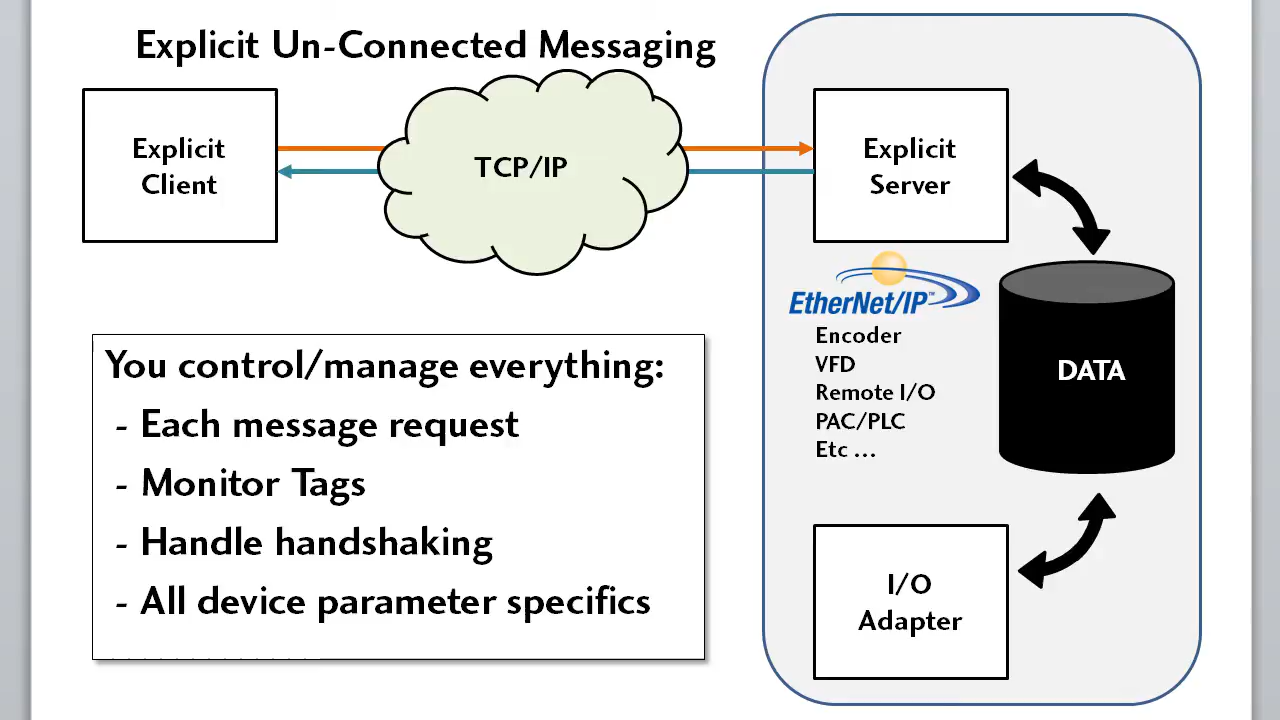 Explicit Un-Connected Messaging
Explicit
Client
TCP/IP
Explicit
Server
EtherNet/IP™
Encoder
VFD
Remote I/O
PAC/PLC
Etc ...
DATA
You control/manage everything:
- Each message request
- Monitor Tags
- Handle handshaking
- All device parameter specifics
I/O
Adapter